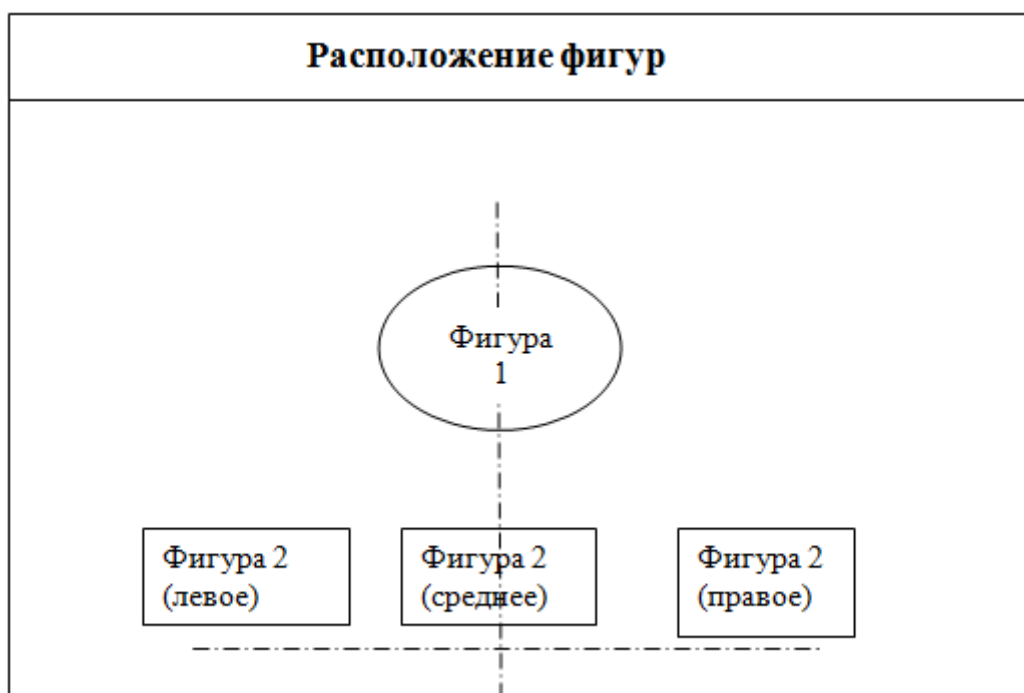 Расположение фигур
Фигура
1
Фигура 2
(левое)
Фигура 2
(среднее)
Фигура 2
(правое)